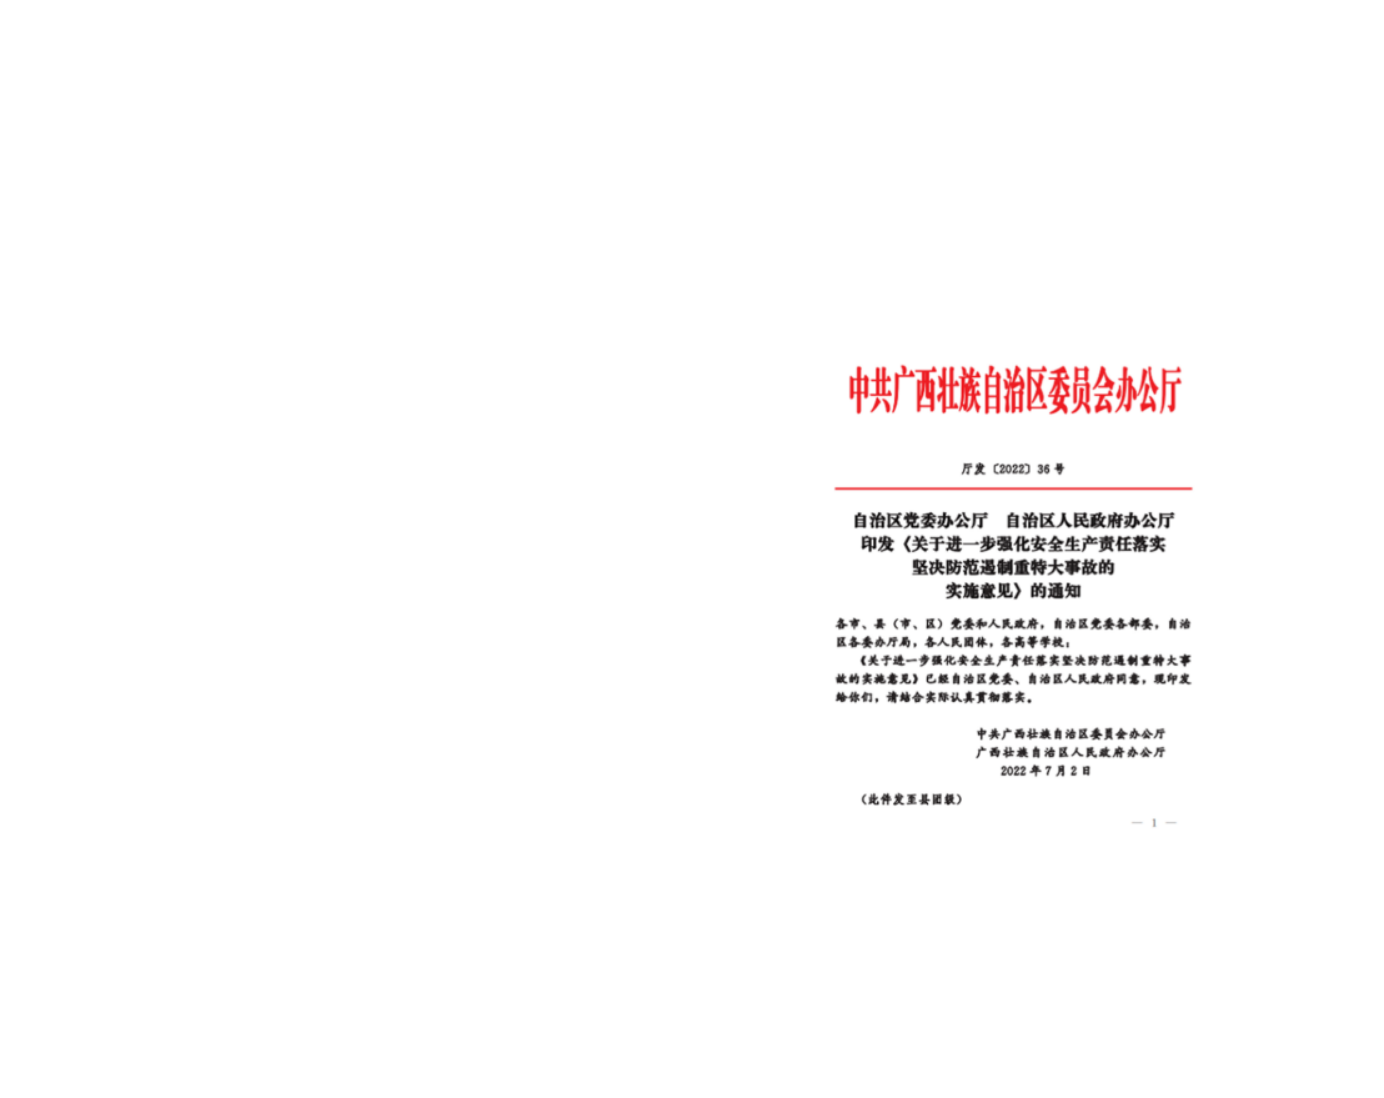 中共广西壮族自治区委员会办公厅
厅发〔2022〕36 号
自治区党委办公厅　自治区人民政府办公厅
印发《关于进一步强化安全生产责任落实
坚决防范遏制重特大事故的
实施意见》的通知
各市、县（市、区）党委和人民政府，自治区党委各部委，自治
区各委办厅局，各人民团体，各高等学校：
《关于进一步强化安全生产责任落实坚决防范遏制重特大事
故的实施意见》已经自治区党委、自治区人民政府同意，现印发
给你们，请结合实际认真贯彻落实。
中共广西壮族自治区委员会办公厅
广西壮族自治区人民政府办公厅
2022 年 7 月 2 日
（此件发至县团级）
— 1 —